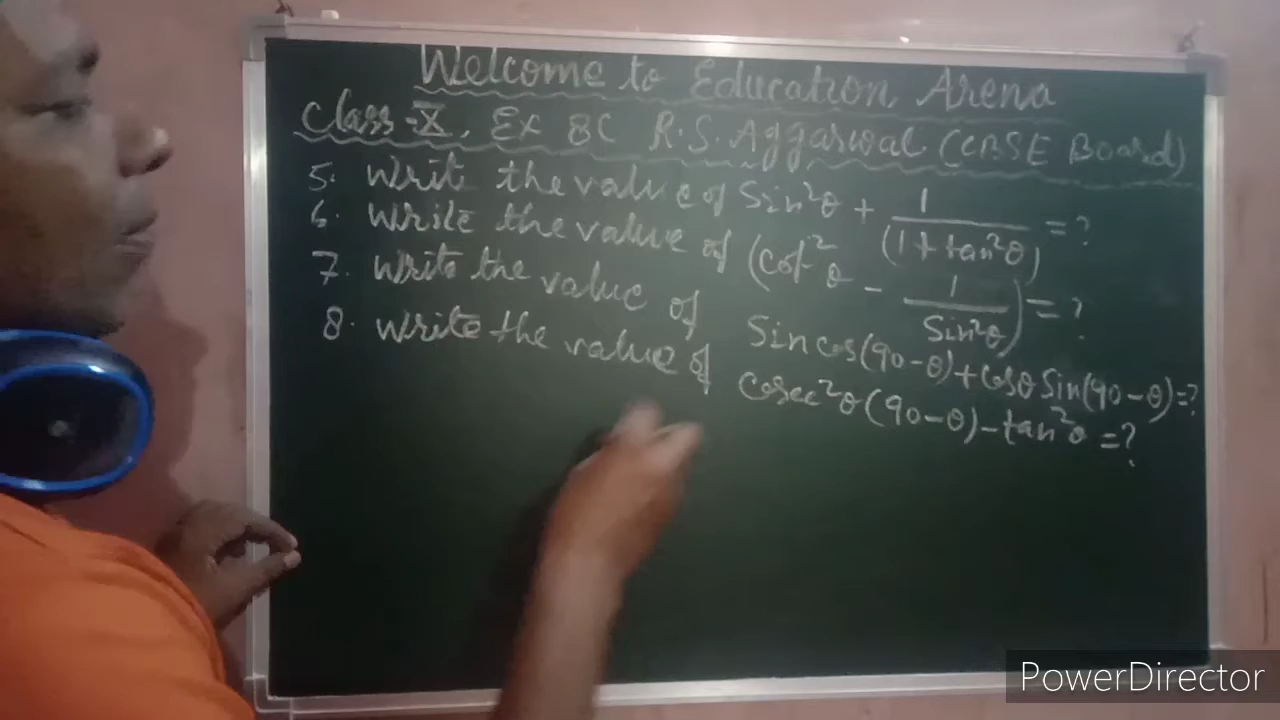 Welcome to Education Arena
Class-X, Ex 8C R.S. Aggarwal (CBSE Board)
5. Write the value of Sin²θ + 1/(1+tan²θ) = ?
6. Write the value of (Cot²θ - 1/Sin²θ) = ?
7. Write the value of Sin cos(90-θ)+Cosθ Sin(90-θ)=?
8. Write the value of Cosec²θ(90-θ)-tan²θ =?
PowerDirector